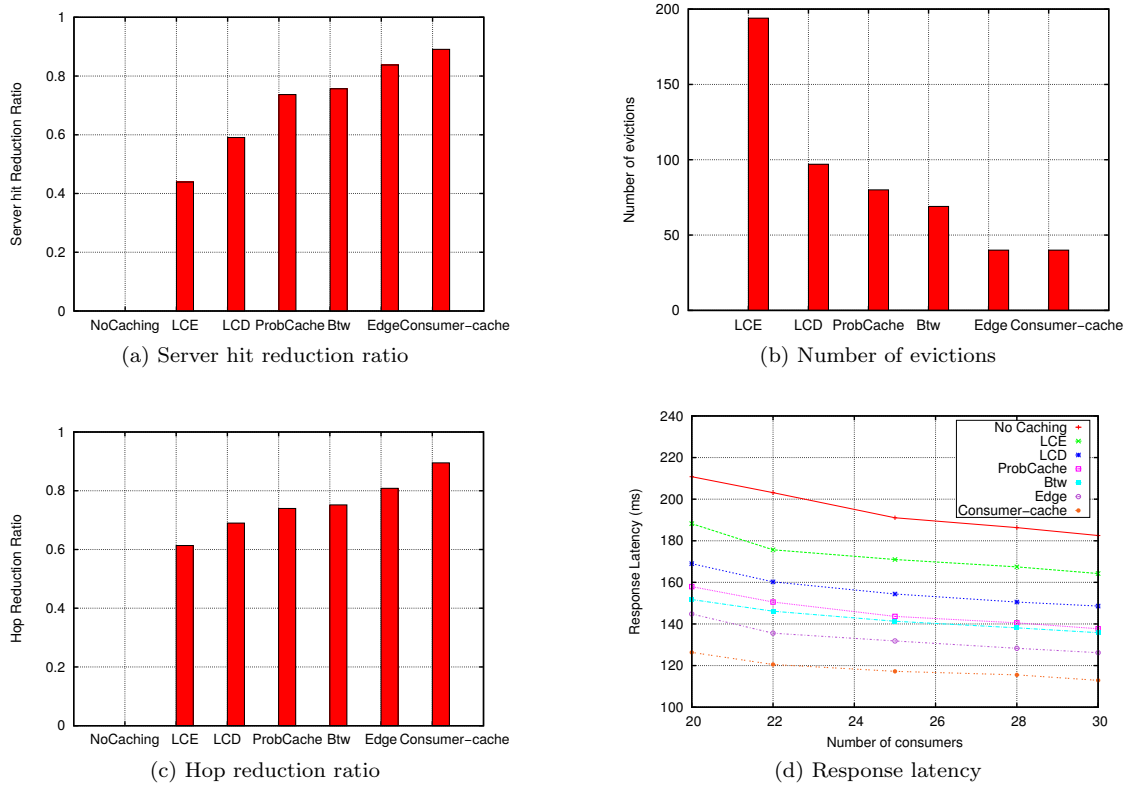 1
0.8
0.6
0.4
0.2
0
Server hit Reduction Ratio
NoCaching LCE LCD ProbCache Btw EdgeConsumer-cache
(a) Server hit reduction ratio
200
150
100
50
0
Number of evictions
LCE LCD ProbCache Btw Edge Consumer-cache
(b) Number of evictions
1
0.8
0.6
0.4
0.2
0
Hop Reduction Ratio
NoCaching LCE LCD ProbCache Btw Edge Consumer-cache
(c) Hop reduction ratio
240
220
200
180
160
140
120
100
Response Latency (ms)
No Caching
LCE
LCD
ProbCache
Btw
Edge
Consumer-cache
20 22 24 26 28 30
Number of consumers
(d) Response latency